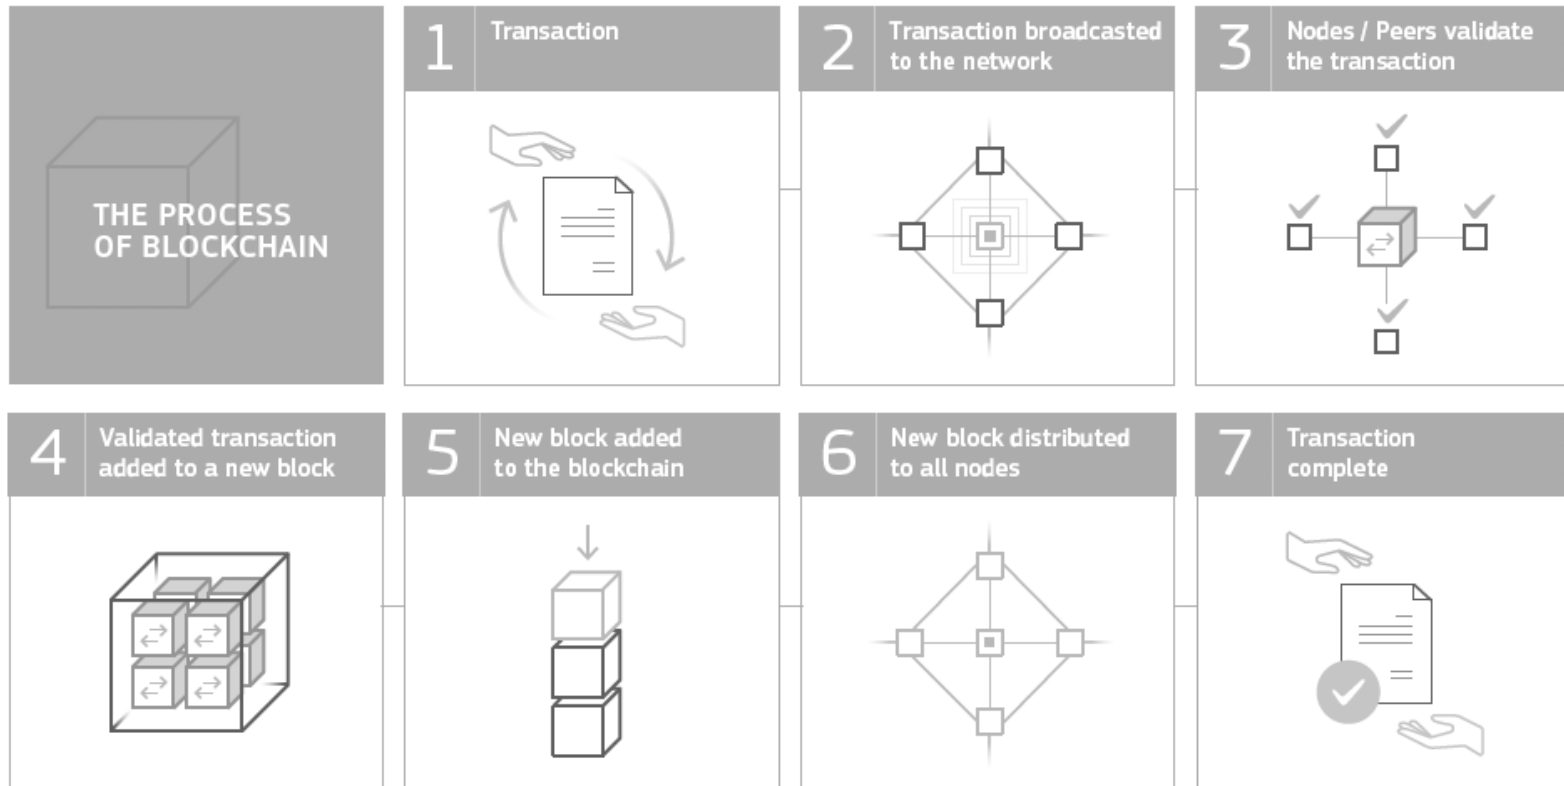 THE PROCESS
OF BLOCKCHAIN
1
Transaction
2
Transaction broadcasted
to the network
3
Nodes / Peers validate
the transaction
4
Validated transaction
added to a new block
5
New block added
to the blockchain
6
New block distributed
to all nodes
7
Transaction
complete